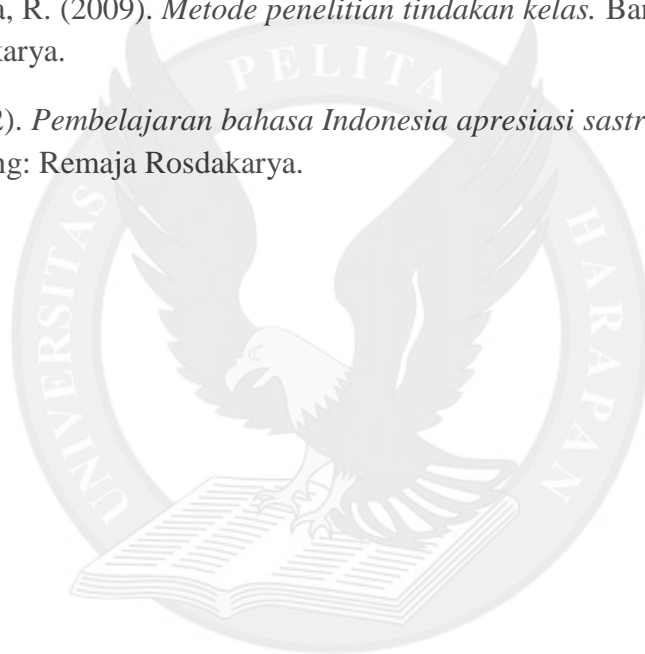 a, R. (2009). Metode penelitian tindakan kelas. Ba
karya.
2). Pembelajaran bahasa Indonesia apresiasi sastr
ng: Remaja Rosdakarya.
UNIVERSITAS PELITA HARAPAN